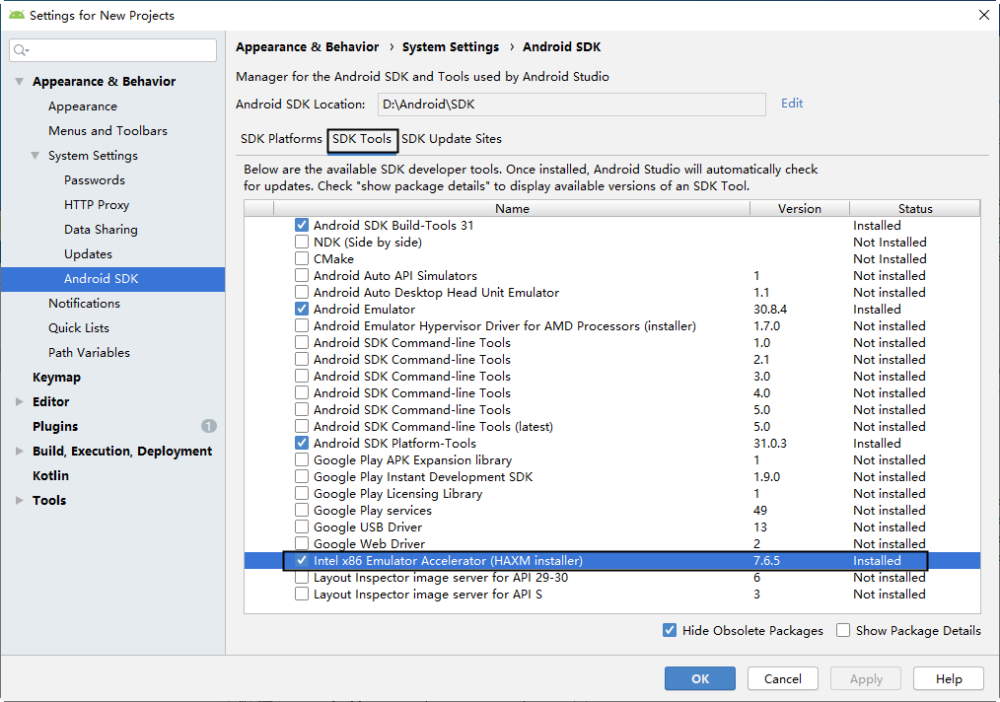 Settings for New Projects
Appearance & Behavior
Appearance
Menus and Toolbars
System Settings
Passwords
HTTP Proxy
Data Sharing
Updates
Android SDK
Notifications
Quick Lists
Path Variables
Keymap
Editor
Plugins 1
Build, Execution, Deployment
Kotlin
Tools
Appearance & Behavior › System Settings › Android SDK
Manager for the Android SDK and Tools used by Android Studio
Android SDK Location: D:\Android\SDK Edit
SDK Platforms SDK Tools SDK Update Sites
Below are the available SDK developer tools. Once installed, Android Studio will automatically check
for updates. Check "show package details" to display available versions of an SDK Tool.
Name Version Status
Android SDK Build-Tools 31 Installed
NDK (Side by side) Not Installed
CMake Not Installed
Android Auto API Simulators 1 Not installed
Android Auto Desktop Head Unit Emulator 1.1 Not installed
Android Emulator 30.8.4 Installed
Android Emulator Hypervisor Driver for AMD Processors (installer) 1.7.0 Not installed
Android SDK Command-line Tools 1.0 Not installed
Android SDK Command-line Tools 2.1 Not installed
Android SDK Command-line Tools 3.0 Not installed
Android SDK Command-line Tools 4.0 Not installed
Android SDK Command-line Tools 5.0 Not installed
Android SDK Command-line Tools (latest) 5.0 Not installed
Android SDK Platform-Tools 31.0.3 Installed
Google Play APK Expansion library 1 Not installed
Google Play Instant Development SDK 1.9.0 Not installed
Google Play Licensing Library 1 Not installed
Google Play services 49 Not installed
Google USB Driver 13 Not installed
Google Web Driver 2 Not installed
Intel x86 Emulator Accelerator (HAXM installer) 7.6.5 Installed
Layout Inspector image server for API 29-30 6 Not installed
Layout Inspector image server for API S 3 Not installed
Hide Obsolete Packages Show Package Details
OK Cancel Apply Help